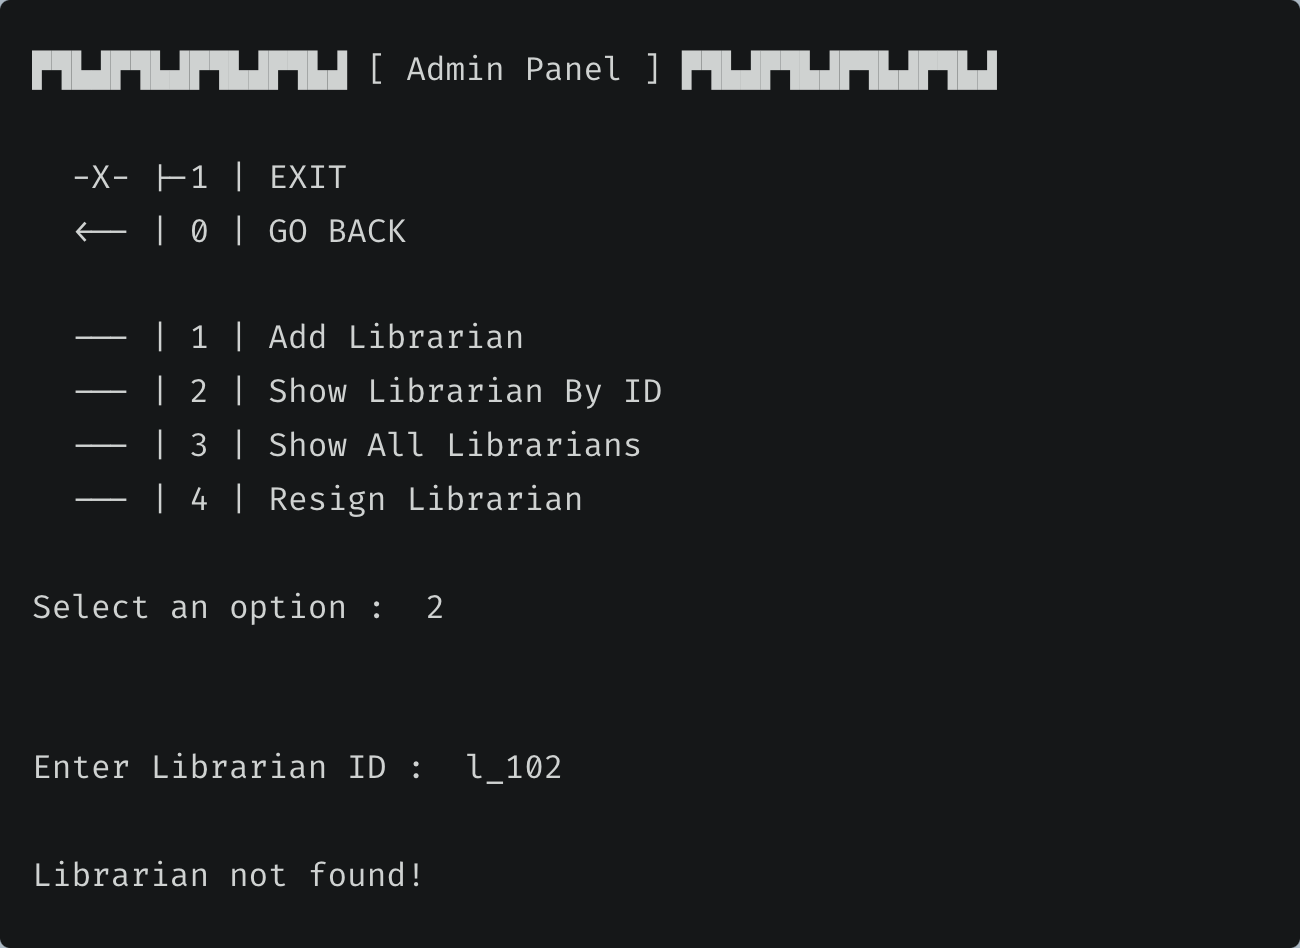 [ Admin Panel ]
-X- |-1 | EXIT
<-- | 0 | GO BACK
--- | 1 | Add Librarian
--- | 2 | Show Librarian By ID
--- | 3 | Show All Librarians
--- | 4 | Resign Librarian
Select an option :  2
Enter Librarian ID :  l_102
Librarian not found!